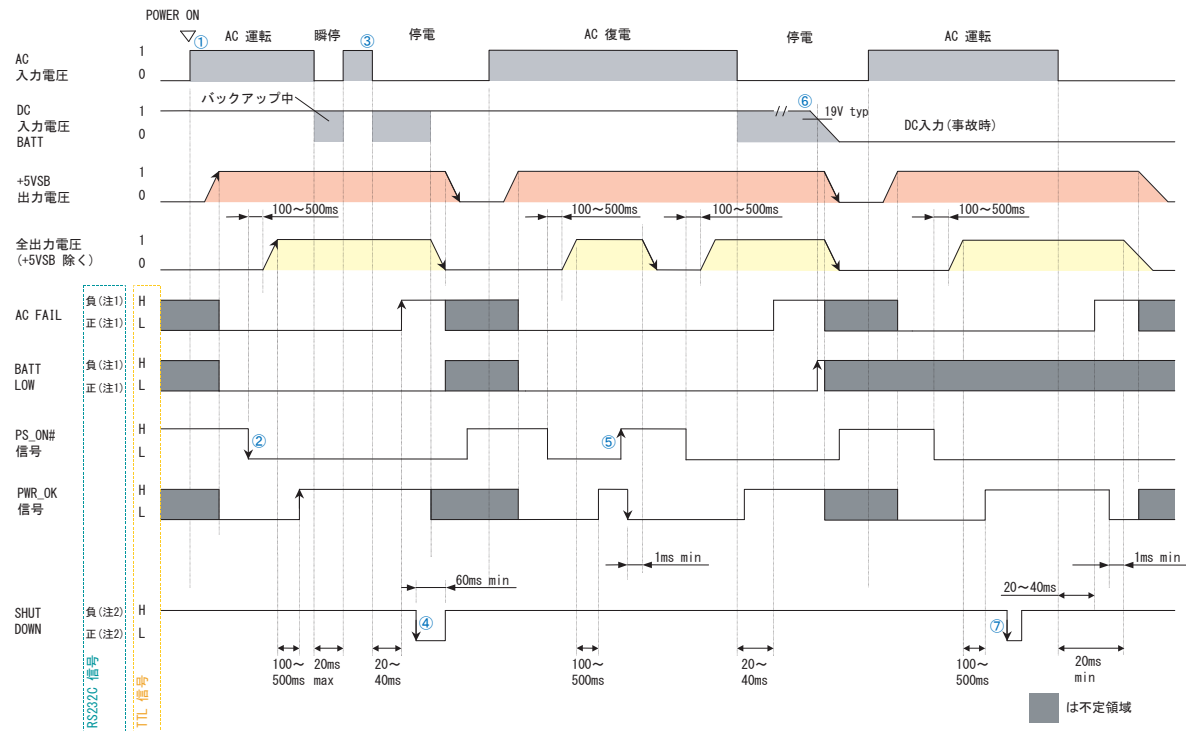 POWER ON
① AC 運転 瞬停 ③ 停電 AC 復電 停電 AC 運転
AC
入力電圧
1
0
バックアップ中
DC
入力電圧
BATT
1
0
⑥
19V typ
DC入力(事故時)
+5VSB
出力電圧
1
0
100～500ms 100～500ms 100～500ms 100～500ms
全出力電圧
(+5VSB 除く)
1
0
AC FAIL
負(注1) H
正(注1) L
BATT
LOW
負(注1) H
正(注1) L
PS_ON#
信号
H
L
② ⑤
PWR_OK
信号
H
L
1ms min 1ms min
60ms min
20～40ms
SHUT
DOWN
負(注2) H
正(注2) L
④ ⑦
100～
500ms
20ms
max
20～
40ms
100～
500ms
20～
40ms
100～
500ms
20ms
min
RS232C 信号
TTL 信号
は不定領域